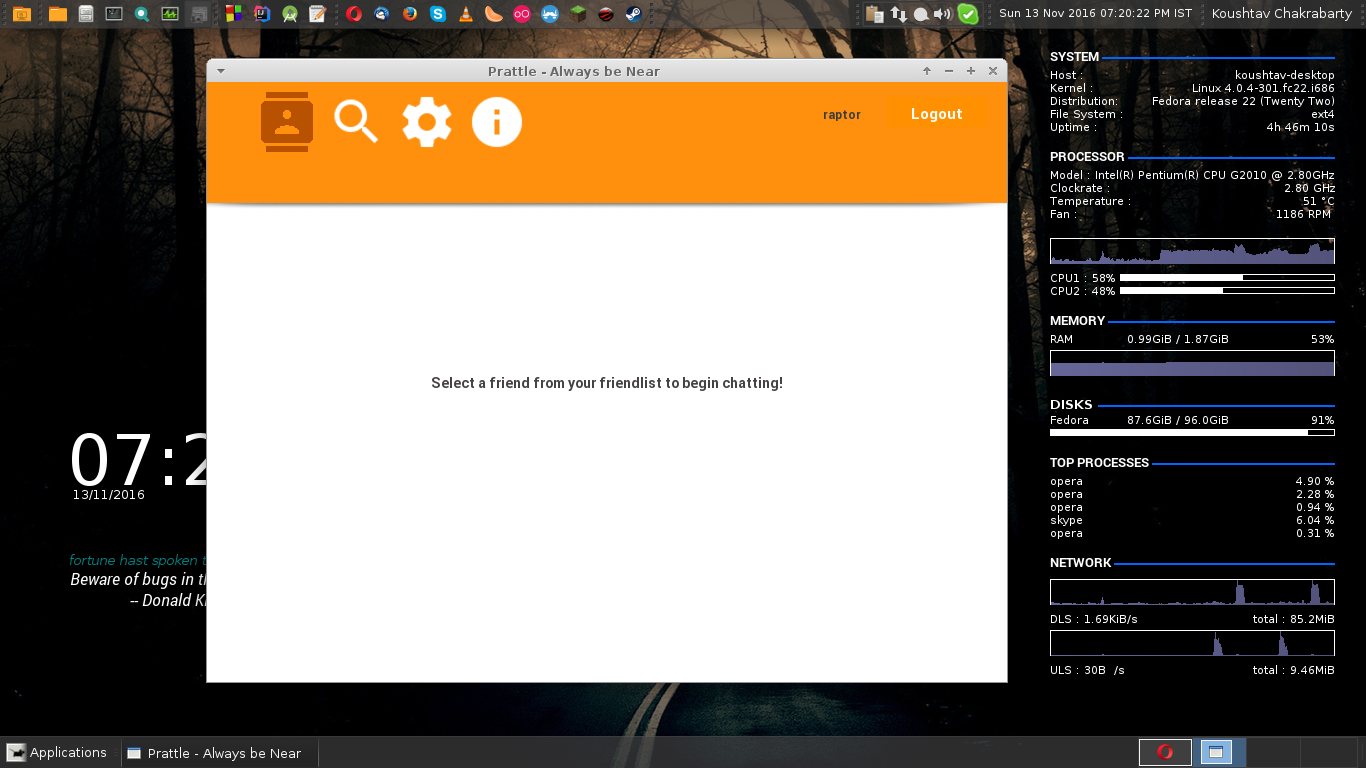 Sun 13 Nov 2016 07:20:22 PM IST
Koushtav Chakrabarty
Prattle - Always be Near
raptor
Logout
Select a friend from your friendlist to begin chatting!
07:2
13/11/2016
fortune hast spoken
Beware of bugs in
-- Donald
SYSTEM
Host : koushtav-desktop
Kernel : Linux 4.0.4-301.fc22.i686
Distribution: Fedora release 22 (Twenty Two)
File System : ext4
Uptime : 4h 46m 10s
PROCESSOR
Model : Intel(R) Pentium(R) CPU G2010 @ 2.80GHz
Clockrate : 2.80 GHz
Temperature : 51 °C
Fan : 1186 RPM
CPU1 : 58%
CPU2 : 48%
MEMORY
RAM 0.99GiB / 1.87GiB 53%
DISKS
Fedora 87.6GiB / 96.0GiB 91%
TOP PROCESSES
opera 4.90 %
opera 2.28 %
opera 0.94 %
skype 6.04 %
opera 0.31 %
NETWORK
DLS : 1.69KiB/s total : 85.2MiB
ULS : 30B /s total : 9.46MiB
Applications
Prattle - Always be Near